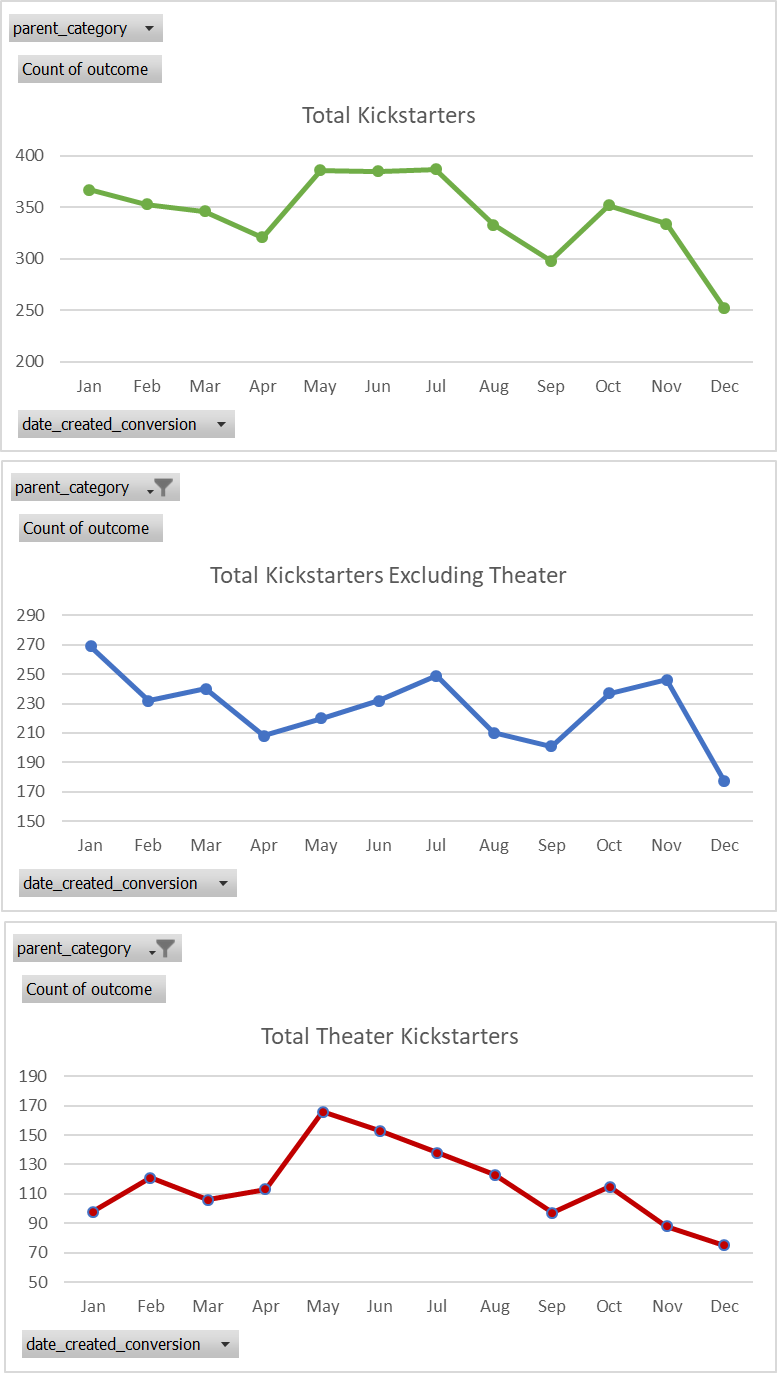 parent_category
Count of outcome
Total Kickstarters
400
350
300
250
200
Jan Feb Mar Apr May Jun Jul Aug Sep Oct Nov Dec
date_created_conversion
parent_category
Count of outcome
Total Kickstarters Excluding Theater
290
270
250
230
210
190
170
150
Jan Feb Mar Apr May Jun Jul Aug Sep Oct Nov Dec
date_created_conversion
parent_category
Count of outcome
Total Theater Kickstarters
190
170
150
130
110
90
70
50
Jan Feb Mar Apr May Jun Jul Aug Sep Oct Nov Dec
date_created_conversion